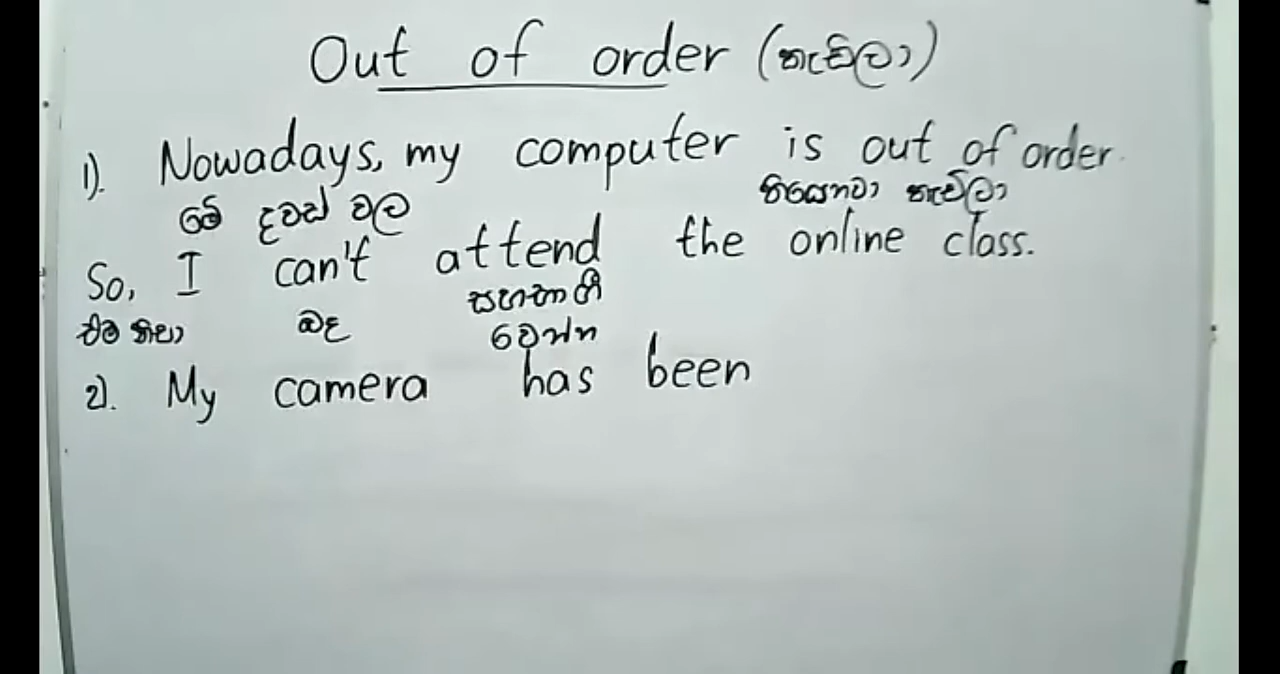 Out of order (කැඩිලා)
1). Nowadays, my computer is out of order.
මේ දවස් වල තියෙනවා කැඩිලා
So, I can't attend the online class.
එම නිසා බෑ සහභාගී
වෙන්න
2). My camera has been